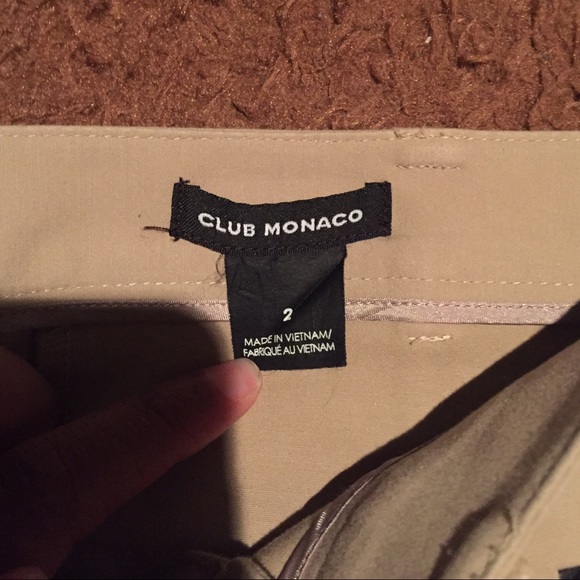 CLUB MONACO
2
MADE IN VIETNAM/
FABRIQUÉ AU VIETNAM